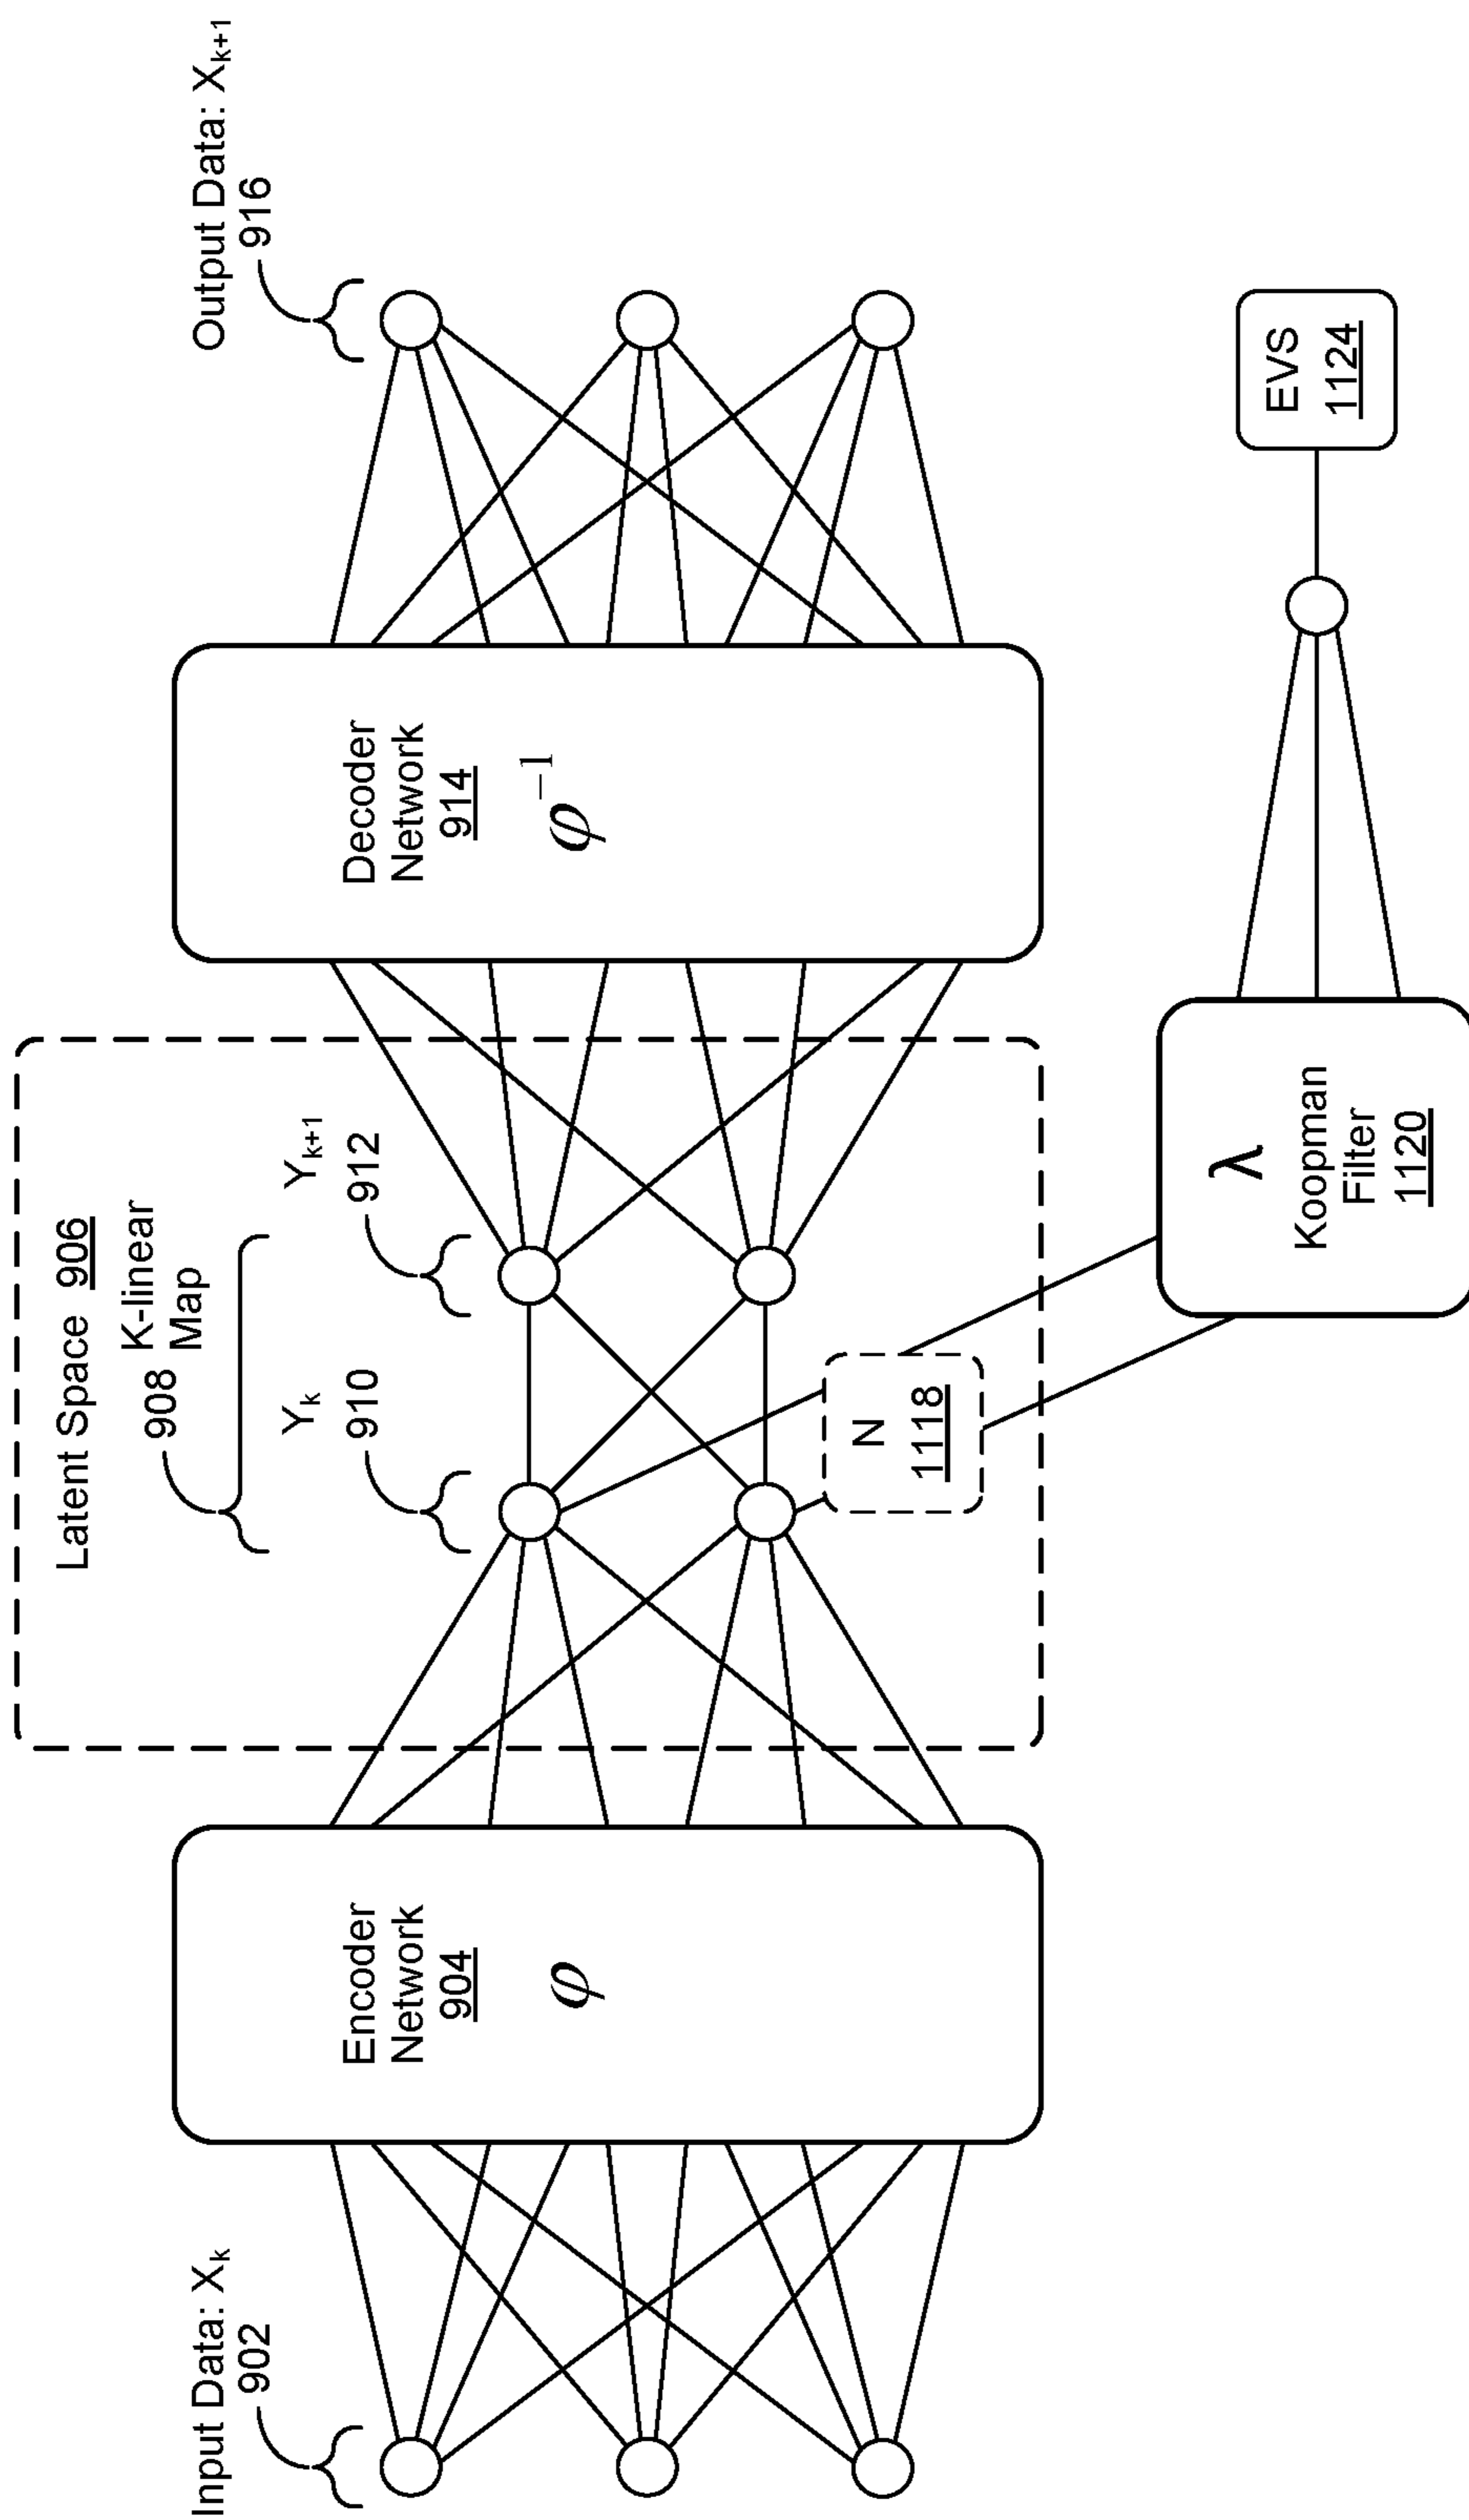 Input Data: Xk
902
Encoder
Network
904
φ
Latent Space 906
908 K-linear
Map
Yk
910
Yk+1
912
N
1118
Decoder
Network
914
φ−1
Output Data: Xk+1
916
λ
Koopman
Filter
1120
EVS
1124